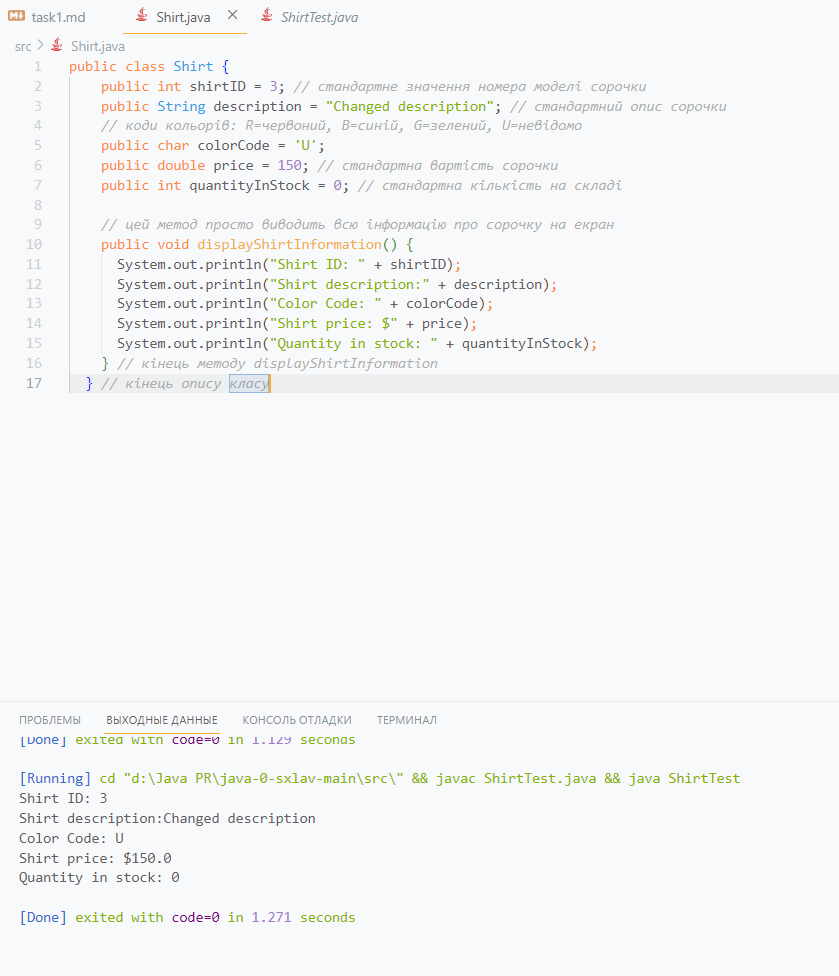 task1.md Shirt.java ShirtTest.java
src > Shirt.java
1 public class Shirt {
2 public int shirtID = 3; // стандартне значення номера моделі сорочки
3 public String description = "Changed description"; // стандартний опис сорочки
4 // коди кольорів: R=червоний, B=синій, G=зелений, U=невідомо
5 public char colorCode = 'U';
6 public double price = 150; // стандартна вартість сорочки
7 public int quantityInStock = 0; // стандартна кількість на складі
8
9 // цей метод просто виводить всю інформацію про сорочку на екран
10 public void displayShirtInformation() {
11 System.out.println("Shirt ID: " + shirtID);
12 System.out.println("Shirt description:" + description);
13 System.out.println("Color Code: " + colorCode);
14 System.out.println("Shirt price: $" + price);
15 System.out.println("Quantity in stock: " + quantityInStock);
16 } // кінець методу displayShirtInformation
17 } // кінець опису класу
ПРОБЛЕМЫ ВЫХОДНЫЕ ДАННЫЕ КОНСОЛЬ ОТЛАДКИ ТЕРМИНАЛ
[Done] exited with code=0 in 1.129 seconds
[Running] cd "d:\Java PR\java-0-sxlav-main\src\" && javac ShirtTest.java && java ShirtTest
Shirt ID: 3
Shirt description:Changed description
Color Code: U
Shirt price: $150.0
Quantity in stock: 0
[Done] exited with code=0 in 1.271 seconds